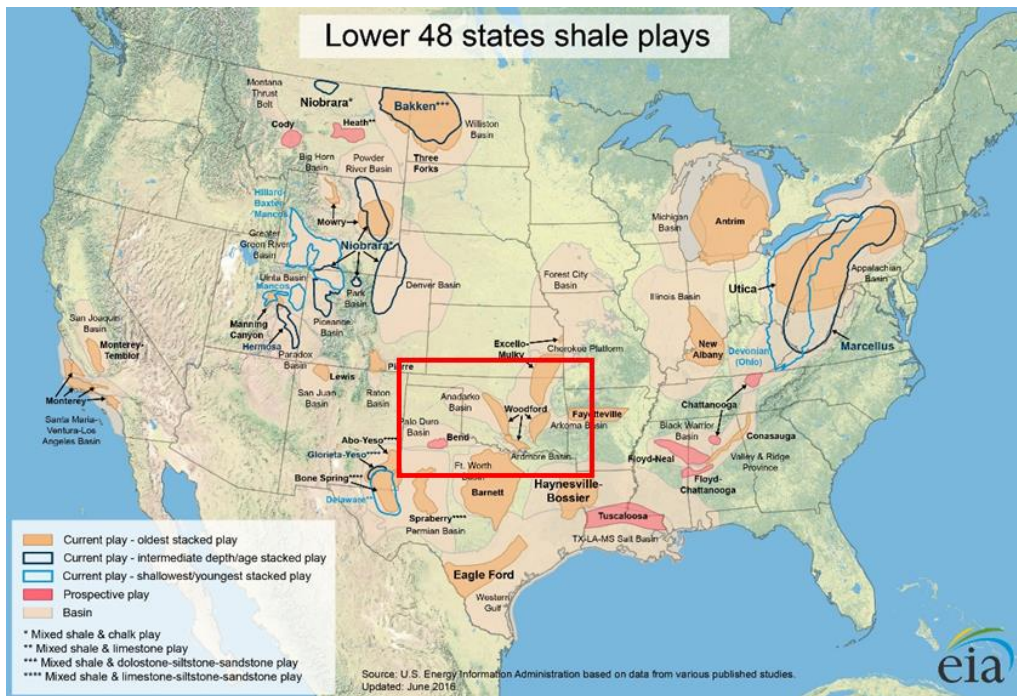 Lower 48 states shale plays
Montana
Thrust
Belt
Niobrara*
Bakken***
Cody
Heath**
Williston
Basin
Big Horn
Basin
Powder
River Basin
Three
Forks
Hilliard-
Baxter-
Mancos
Mowry
Greater
Green River
Basin
Niobrara*
Michigan
Basin
Antrim
Uinta Basin
Mancos
Park
Basin
Denver Basin
Forest City
Basin
Illinois Basin
Utica
Appalachian
Basin
San Joaquin
Basin
Manning
Canyon
Piceance
Basin
Hermosa
Monterey-
Temblor
Paradox
Basin
Excello-
Mulky
Cherokee Platform
New
Albany
Devonian
(Ohio)
Marcellus
Pierre
Lewis
San Juan
Basin
Raton
Basin
Anadarko
Basin
Woodford
Fayetteville
Arkoma Basin
Chattanooga
Monterey
Santa Maria-
Ventura-Los
Angeles Basin
Palo Duro
Basin
Bend
Black Warrior
Basin
Conasauga
Abo-Yeso****
Glorieta-Yeso****
Ardmore Basin
Floyd-Neal
Valley & Ridge
Province
Bone Spring****
Ft. Worth
Basin
Floyd-
Chattanooga
Delaware**
Barnett
Haynesville-
Bossier
Spraberry****
Permian Basin
Tuscaloosa
TX-LA-MS Salt Basin
Eagle Ford
Western
Gulf
Current play - oldest stacked play
Current play - intermediate depth/age stacked play
Current play - shallowest/youngest stacked play
Prospective play
Basin
* Mixed shale & chalk play
** Mixed shale & limestone play
*** Mixed shale & dolostone-siltstone-sandstone play
**** Mixed shale & limestone-siltstone-sandstone play
Source: U.S. Energy Information Administration based on data from various published studies.
Updated: June 2016
eia